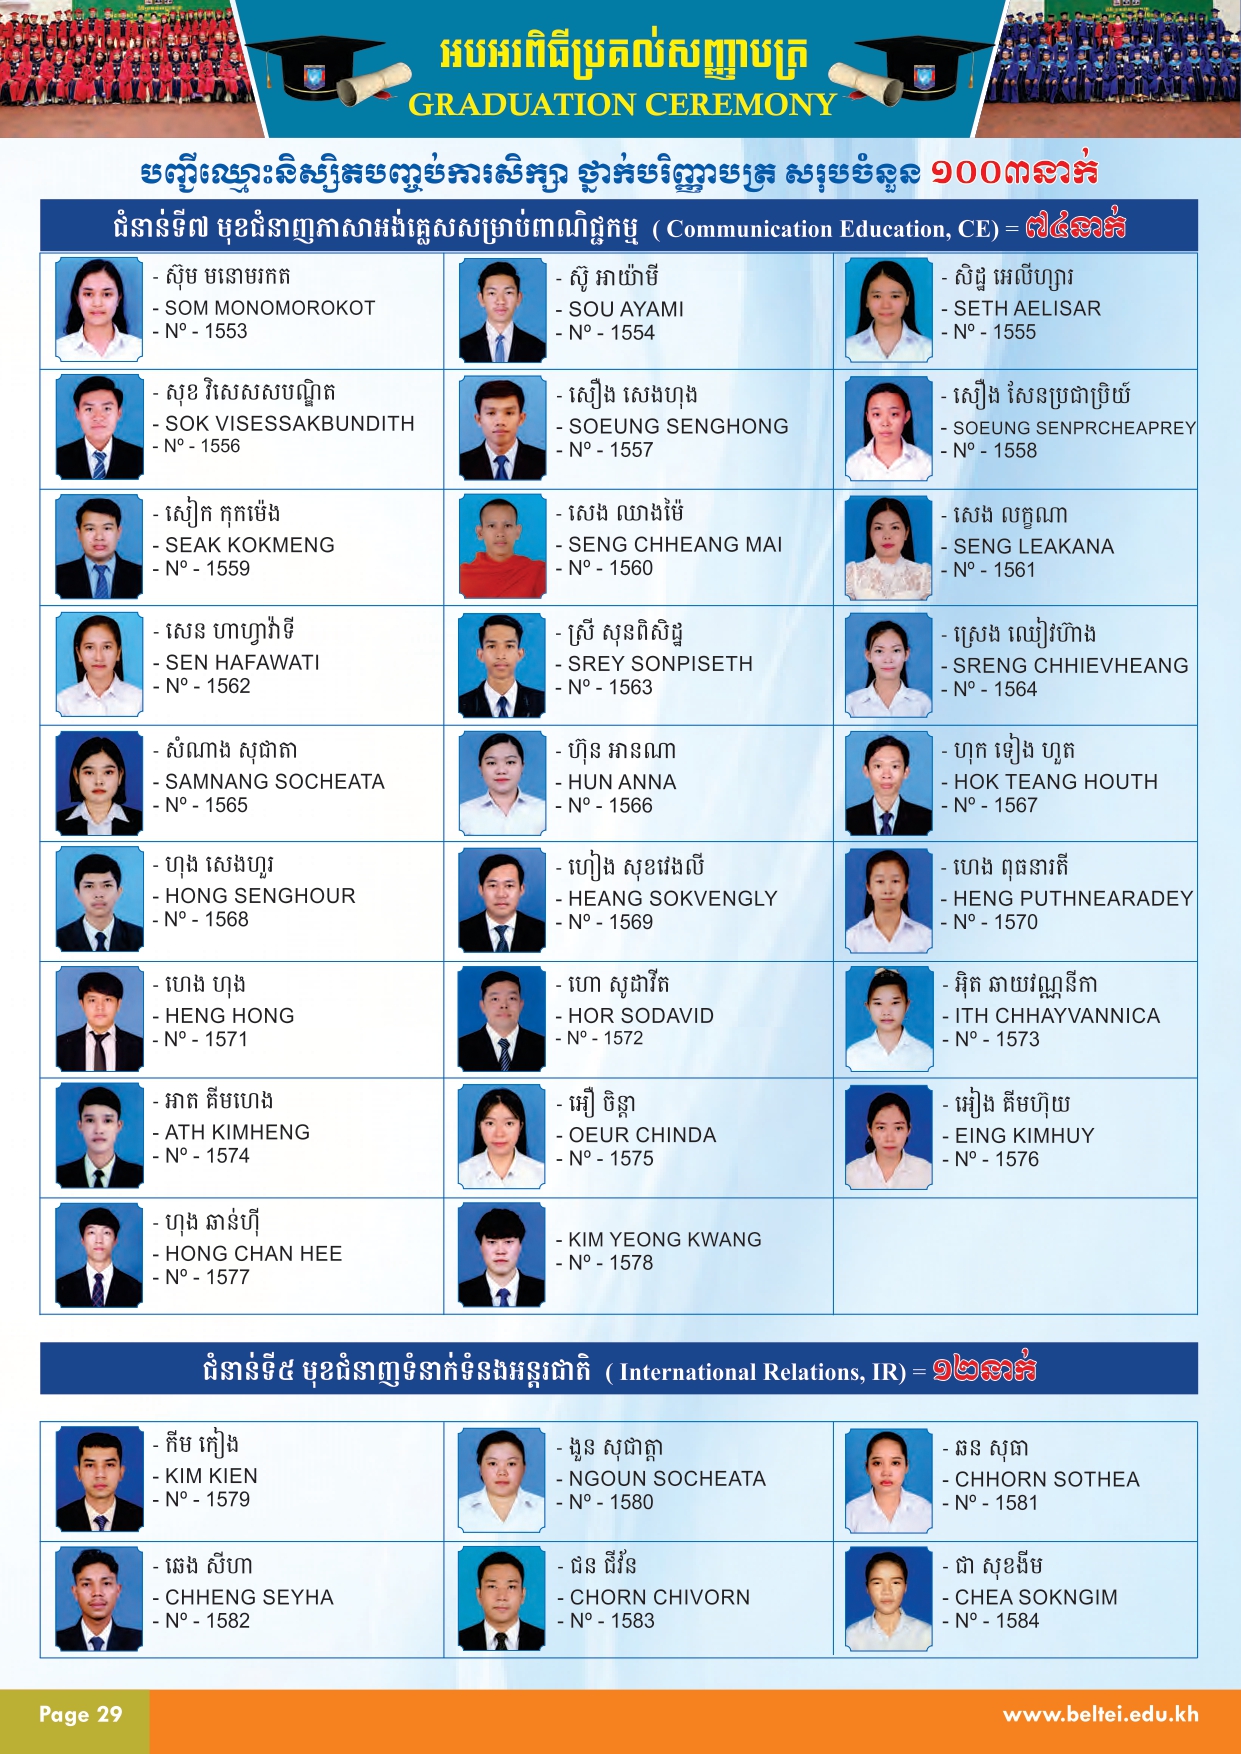 អបអរពិធីប្រគល់សញ្ញាបត្រ
GRADUATION CEREMONY
បញ្ជីឈ្មោះនិស្សិតបញ្ចប់ការសិក្សា ថ្នាក់បរិញ្ញាបត្រ សរុបចំនួន ១០០៣នាក់
ជំនាន់ទី៧ មុខជំនាញភាសាអង់គ្លេសសម្រាប់ពាណិជ្ជកម្ម ( Communication Education, CE) = ៧៤នាក់
- ស៊ុម មនោមរកត
- SOM MONOMOROKOT
- Nº - 1553
- ស៊ូ អាយ៉ាមី
- SOU AYAMI
- Nº - 1554
- សិដ្ឋ អេលីហ្សារ
- SETH AELISAR
- Nº - 1555
- សុខ វិសេសសបណ្ឌិត
- SOK VISESSAKBUNDITH
- Nº - 1556
- សឿង សេងហុង
- SOEUNG SENGHONG
- Nº - 1557
- សឿង សែនប្រជាប្រិយ៍
- SOEUNG SENPRCHEAPREY
- Nº - 1558
- សៀក កុកម៉េង
- SEAK KOKMENG
- Nº - 1559
- សេង ឈាងម៉ៃ
- SENG CHHEANG MAI
- Nº - 1560
- សេង លក្ខណា
- SENG LEAKANA
- Nº - 1561
- សេន ហាហ្វាវ៉ាទី
- SEN HAFAWATI
- Nº - 1562
- ស្រី សុនពិសិដ្ឋ
- SREY SONPISETH
- Nº - 1563
- ស្រេង ឈៀវហ៊ាង
- SRENG CHHIEVHEANG
- Nº - 1564
- សំណាង សុជាតា
- SAMNANG SOCHEATA
- Nº - 1565
- ហ៊ុន អានណា
- HUN ANNA
- Nº - 1566
- ហុក ទៀង ហួត
- HOK TEANG HOUTH
- Nº - 1567
- ហុង សេងហួរ
- HONG SENGHOUR
- Nº - 1568
- ហៀង សុខវេងលី
- HEANG SOKVENGLY
- Nº - 1569
- ហេង ពុធនារតី
- HENG PUTHNEARADEY
- Nº - 1570
- ហេង ហុង
- HENG HONG
- Nº - 1571
- ហោ សូដាវីត
- HOR SODAVID
- Nº - 1572
- អ៊ិត ឆាយវណ្ណនីកា
- ITH CHHAYVANNICA
- Nº - 1573
- អាត គីមហេង
- ATH KIMHENG
- Nº - 1574
- អឿ ចិន្តា
- OEUR CHINDA
- Nº - 1575
- អៀង គីមហ៊ុយ
- EING KIMHUY
- Nº - 1576
- ហុង ឆាន់ហ៊ី
- HONG CHAN HEE
- Nº - 1577
- KIM YEONG KWANG
- Nº - 1578
ជំនាន់ទី៥ មុខជំនាញទំនាក់ទំនងអន្តរជាតិ ( International Relations, IR) = ១២នាក់
- កឹម កៀង
- KIM KIEN
- Nº - 1579
- ងួន សុជាត្តា
- NGOUN SOCHEATA
- Nº - 1580
- ឆន សុធា
- CHHORN SOTHEA
- Nº - 1581
- ឆេង សីហា
- CHHENG SEYHA
- Nº - 1582
- ជន ជីវ័ន
- CHORN CHIVORN
- Nº - 1583
- ជា សុខងីម
- CHEA SOKNGIM
- Nº - 1584
Page 29
www.beltei.edu.kh